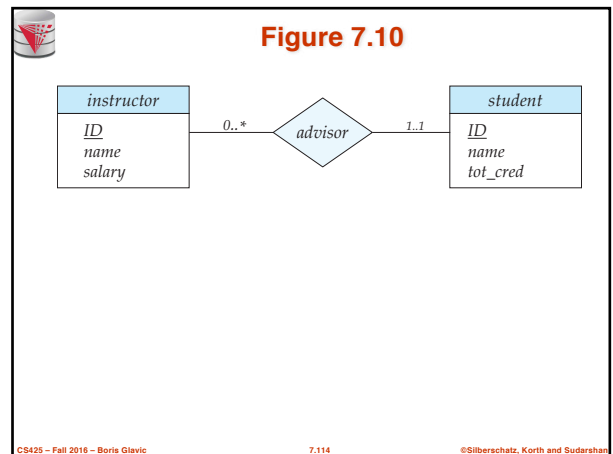 Figure 7.10
instructor
ID
name
salary
0..*
advisor
1..1
student
ID
name
tot_cred
CS425 – Fall 2016 – Boris Glavic
7.114
©Silberschatz, Korth and Sudarshan